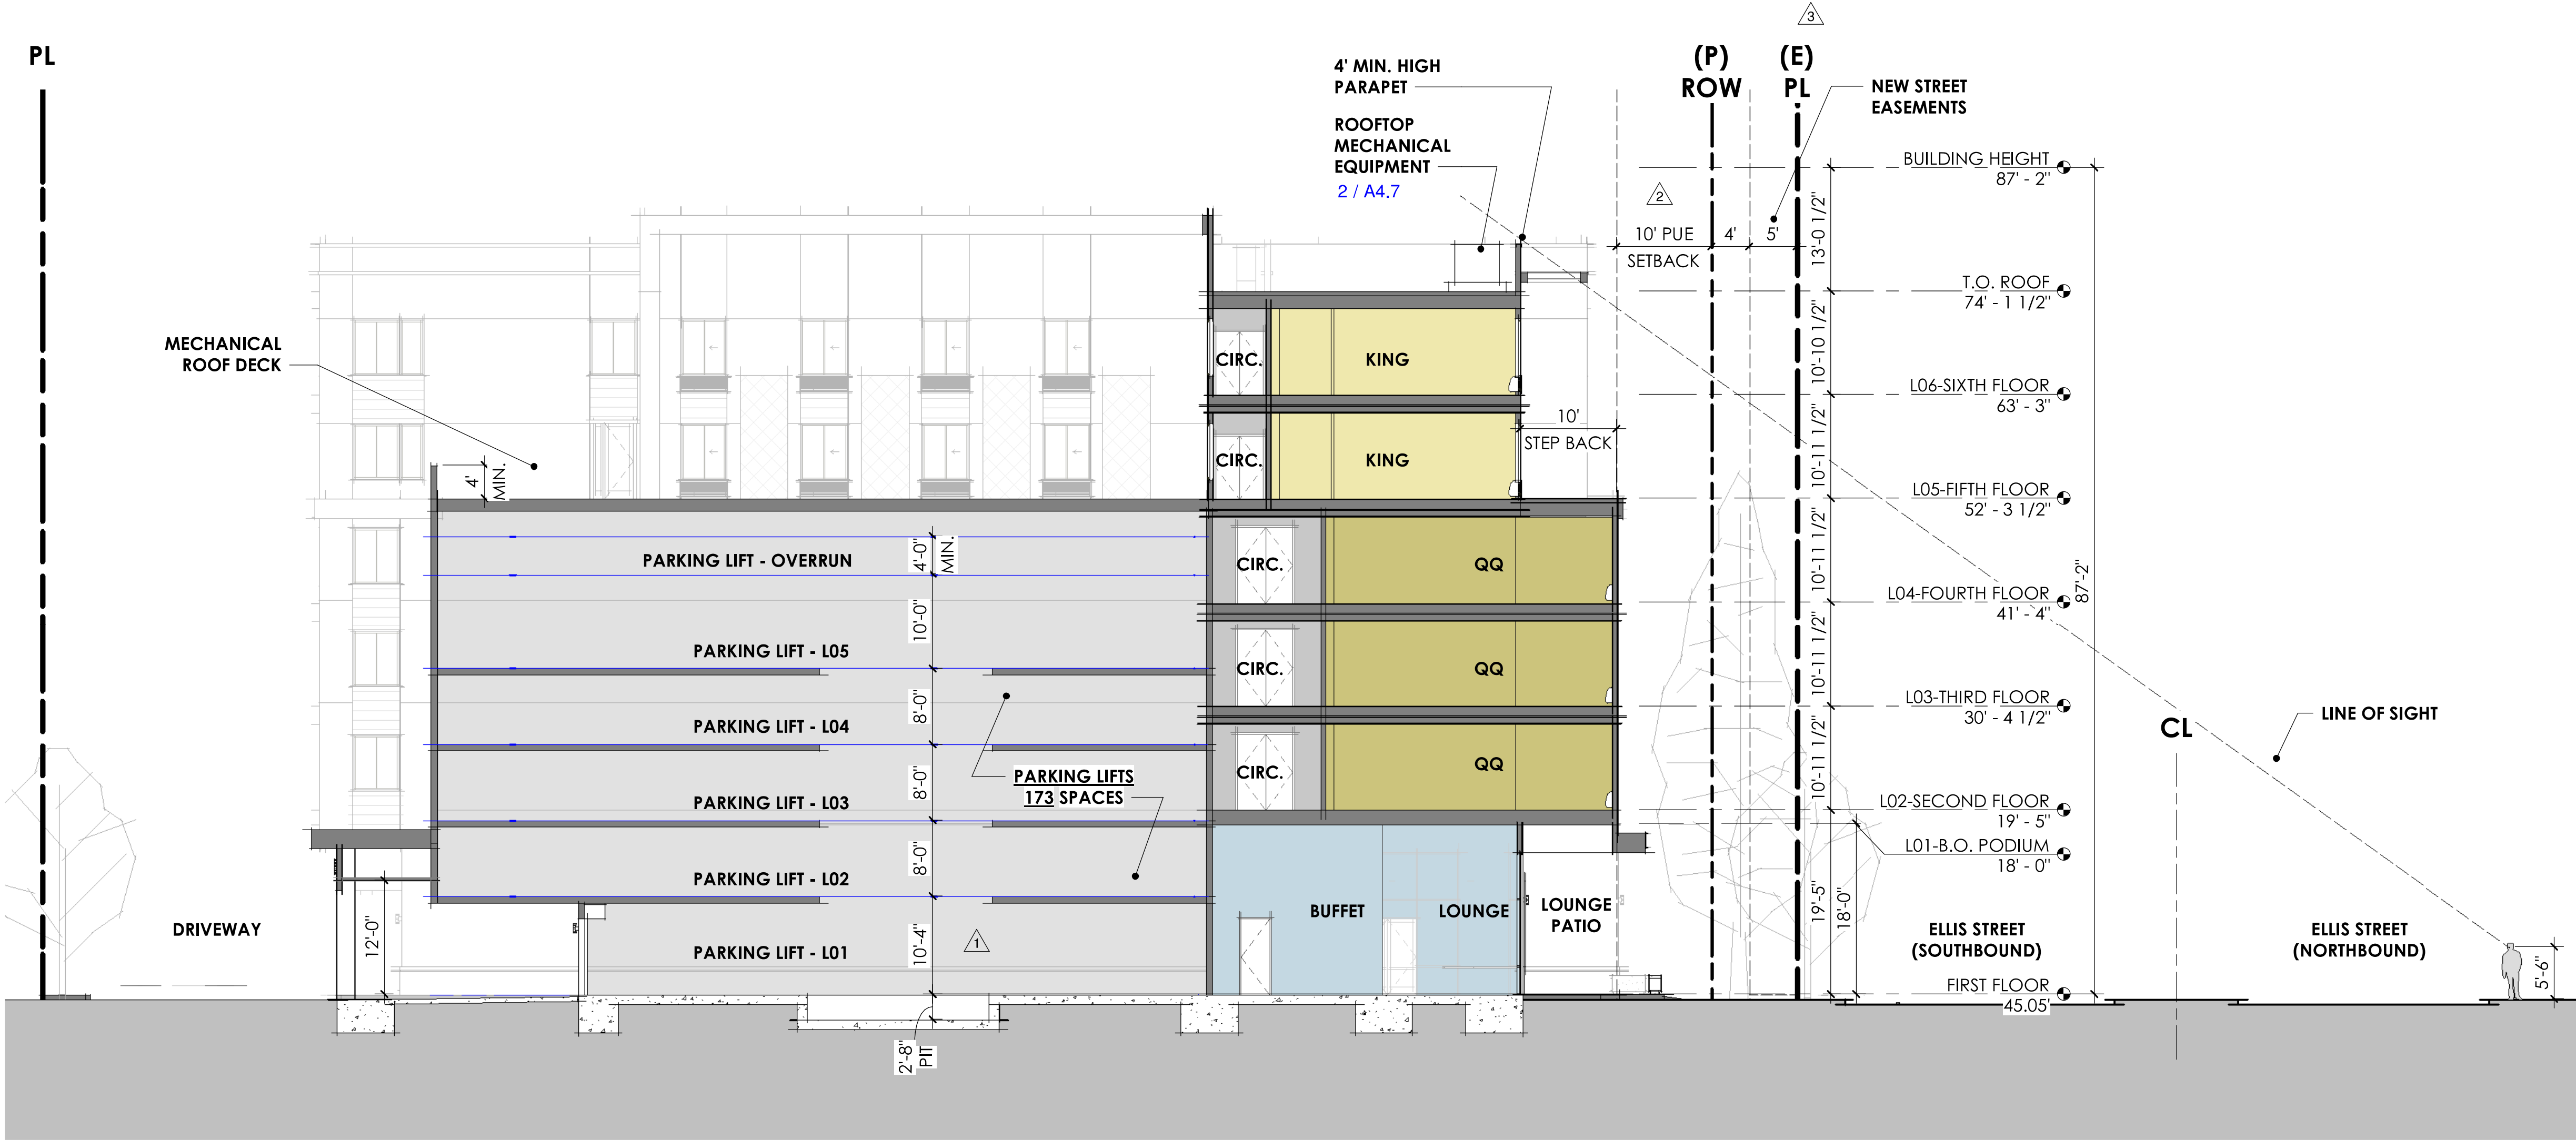 PL
4' MIN. HIGH
PARAPET
ROOFTOP
MECHANICAL
EQUIPMENT
2 / A4.7
(P)
ROW
(E)
PL
3
NEW STREET
EASEMENTS
2
10' PUE
SETBACK
4'
5'
BUILDING HEIGHT
87' - 2"
T.O. ROOF
74' - 1 1/2"
L06-SIXTH FLOOR
63' - 3"
L05-FIFTH FLOOR
52' - 3 1/2"
L04-FOURTH FLOOR
41' - 4"
L03-THIRD FLOOR
30' - 4 1/2"
L02-SECOND FLOOR
19' - 5"
L01-B.O. PODIUM
18' - 0"
FIRST FLOOR
45.05'
13'-0 1/2"
10'-10 1/2"
10'-11 1/2"
10'-11 1/2"
10'-11 1/2"
10'-11 1/2"
19'-5"
18'-0"
87'-2"
MECHANICAL
ROOF DECK
4'
MIN.
CIRC.
KING
CIRC.
KING
10'
STEP BACK
PARKING LIFT - OVERRUN
4'-0"
MIN.
CIRC.
QQ
10'-0"
PARKING LIFT - L05
CIRC.
QQ
8'-0"
PARKING LIFT - L04
PARKING LIFTS
173 SPACES
CIRC.
QQ
8'-0"
PARKING LIFT - L03
8'-0"
PARKING LIFT - L02
10'-4"
1
PARKING LIFT - L01
2'-8"
PIT
12'-0"
DRIVEWAY
BUFFET
LOUNGE
LOUNGE
PATIO
ELLIS STREET
(SOUTHBOUND)
CL
LINE OF SIGHT
ELLIS STREET
(NORTHBOUND)
5'-6"